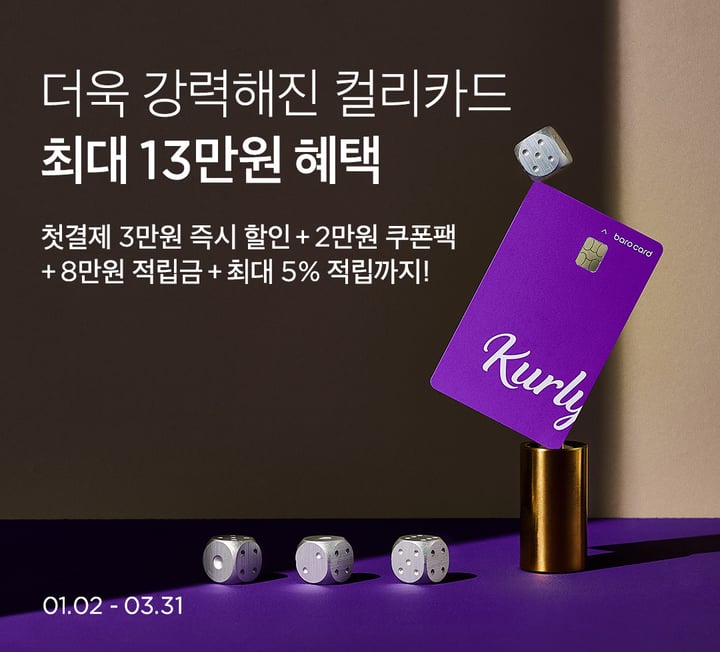 더욱 강력해진 컬리카드
최대 13만원 혜택
첫결제 3만원 즉시 할인 + 2만원 쿠폰팩
+ 8만원 적립금 + 최대 5% 적립까지!
baro card
Kurly
01.02 - 03.31